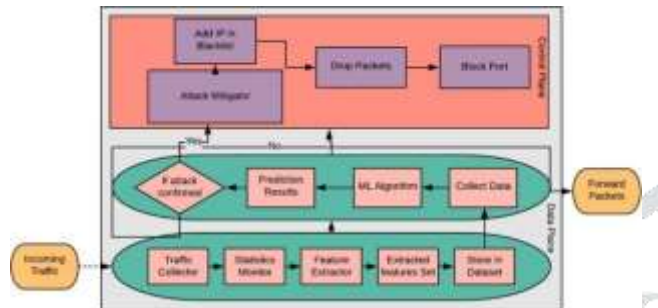 Add IP in
Blacklist
Drop Packets
Block Port
Attack Mitigator
Control Plane
Yes
No
If attack
confirmed
Prediction
Results
ML Algorithm
Collect Data
Forward
Packets
Data Plane
Incoming
Traffic
Traffic
Collector
Statistics
Monitor
Feature
Extractor
Extracted
features Set
Store in
Dataset